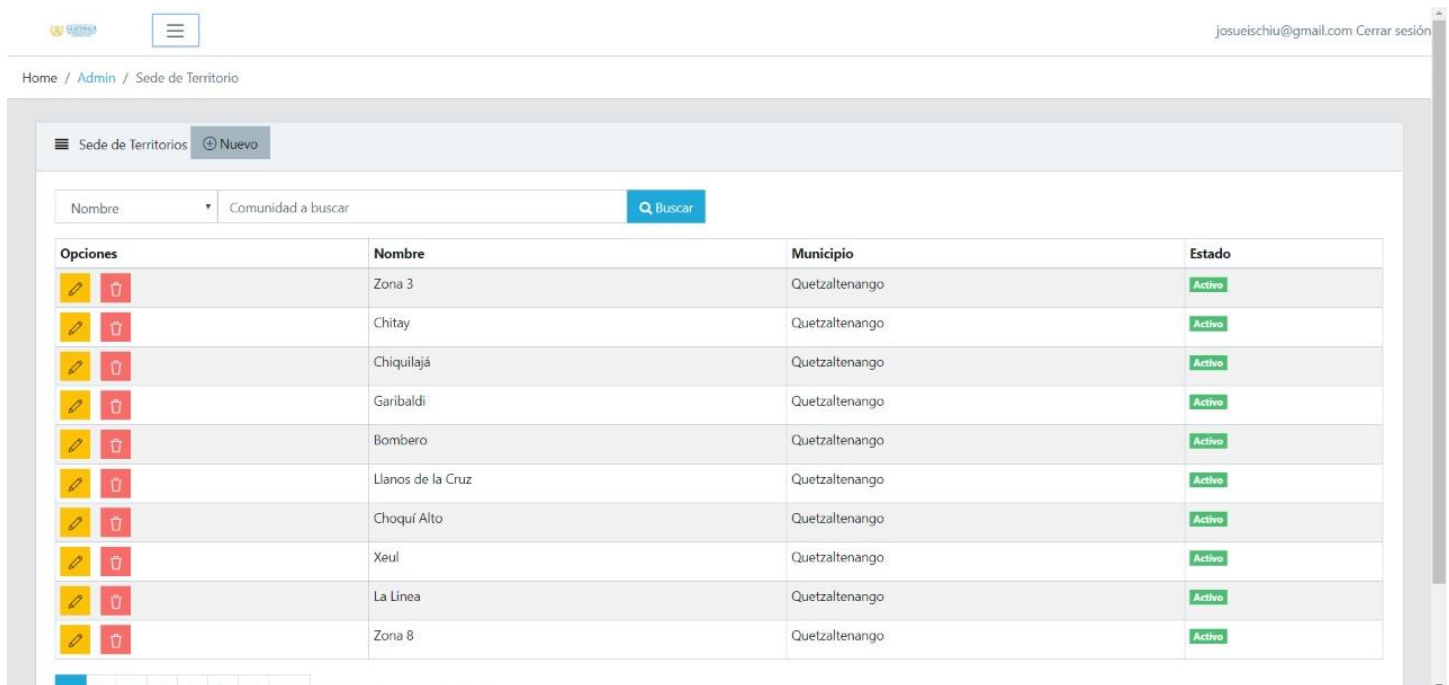 GUATEMALA
josueischiu@gmail.com Cerrar sesión
Home / Admin / Sede de Territorio
Sede de Territorios Nuevo
Nombre Comunidad a buscar Buscar
Opciones Nombre Municipio Estado
Zona 3 Quetzaltenango Activo
Chitay Quetzaltenango Activo
Chiquilajá Quetzaltenango Activo
Garibaldi Quetzaltenango Activo
Bombero Quetzaltenango Activo
Llanos de la Cruz Quetzaltenango Activo
Choquí Alto Quetzaltenango Activo
Xeul Quetzaltenango Activo
La Linea Quetzaltenango Activo
Zona 8 Quetzaltenango Activo